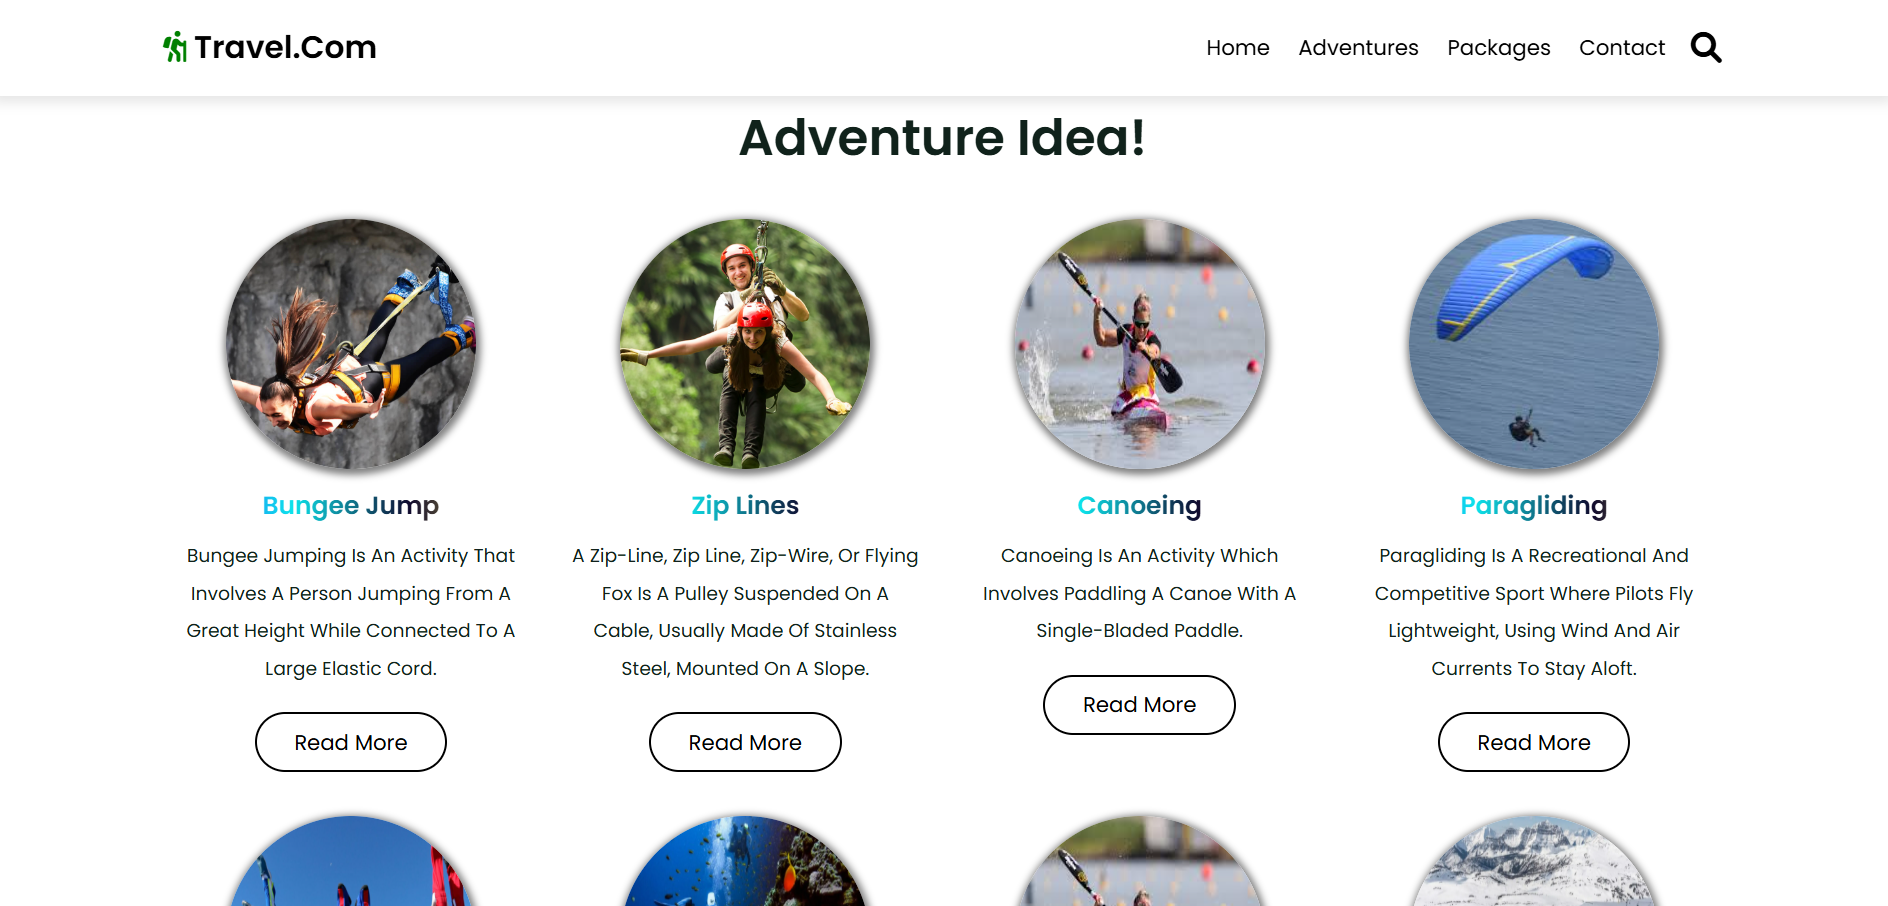 Travel.Com
Home Adventures Packages Contact
Adventure Idea!
Bungee Jump
Bungee Jumping Is An Activity That
Involves A Person Jumping From A
Great Height While Connected To A
Large Elastic Cord.
Read More
Zip Lines
A Zip-Line, Zip Line, Zip-Wire, Or Flying
Fox Is A Pulley Suspended On A
Cable, Usually Made Of Stainless
Steel, Mounted On A Slope.
Read More
Canoeing
Canoeing Is An Activity Which
Involves Paddling A Canoe With A
Single-Bladed Paddle.
Read More
Paragliding
Paragliding Is A Recreational And
Competitive Sport Where Pilots Fly
Lightweight, Using Wind And Air
Currents To Stay Aloft.
Read More